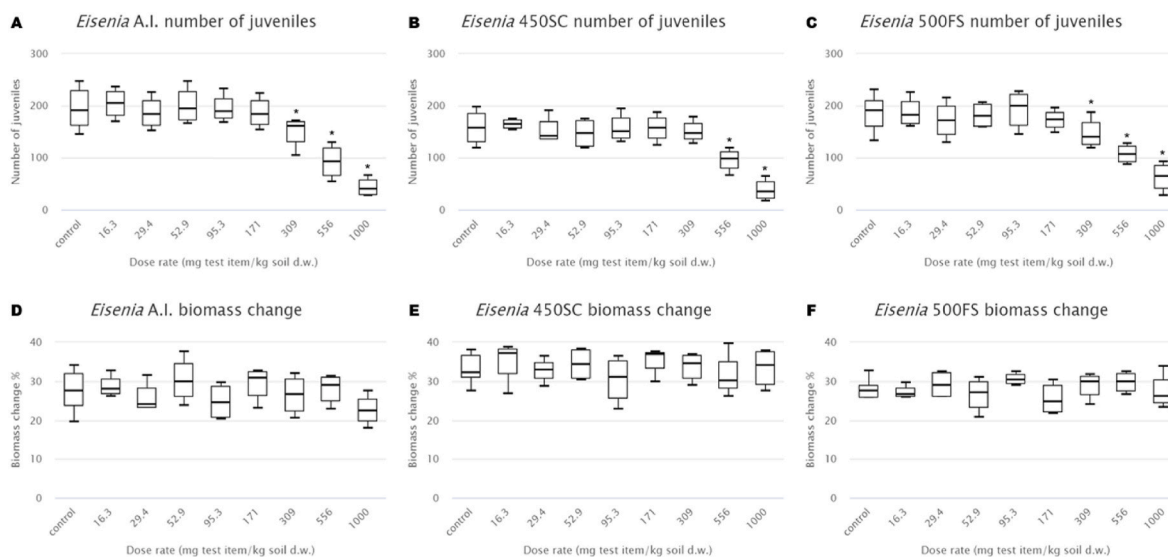 A
Eisenia A.I. number of juveniles
300
200
100
0
Number of juveniles
*
*
*
control
16.3
29.4
52.9
95.3
171
309
556
1000
Dose rate (mg test item/kg soil d.w.)
B
Eisenia 450SC number of juveniles
300
200
100
0
Number of juveniles
*
*
control
16.3
29.4
52.9
95.3
171
309
556
1000
Dose rate (mg test item/kg soil d.w.)
C
Eisenia 500FS number of juveniles
300
200
100
0
Number of juveniles
*
*
*
control
16.3
29.4
52.9
95.3
171
309
556
1000
Dose rate (mg test item/kg soil d.w.)
D
Eisenia A.I. biomass change
40
30
20
10
0
Biomass change %
control
16.3
29.4
52.9
95.3
171
309
556
1000
Dose rate (mg test item/kg soil d.w.)
E
Eisenia 450SC biomass change
40
30
20
10
0
Biomass change %
control
16.3
29.4
52.9
95.3
171
309
556
1000
Dose rate (mg test item/kg soil d.w.)
F
Eisenia 500FS biomass change
40
30
20
10
0
Biomass change %
control
16.3
29.4
52.9
95.3
171
309
556
1000
Dose rate (mg test item/kg soil d.w.)